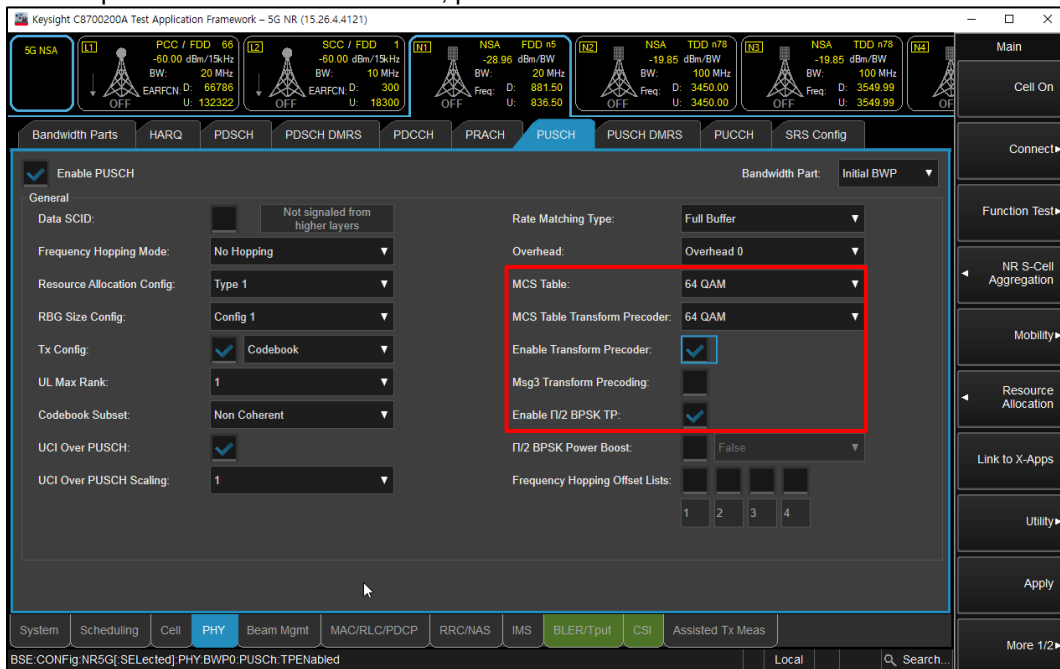 Keysight C8700200A Test Application Framework – 5G NR (15.26.4.4121)
5G NSA
L1
PCC / FDD 66
-60.00 dBm/15kHz
BW: 20 MHz
EARFCN: D: 66786
U: 132322
OFF
L2
SCC / FDD 1
-60.00 dBm/15kHz
BW: 10 MHz
EARFCN: D: 300
U: 18300
OFF
N1
NSA FDD n5
-28.96 dBm/BW
BW: 20 MHz
Freq: D: 881.50
U: 836.50
OFF
N2
NSA TDD n78
-19.85 dBm/BW
BW: 100 MHz
Freq: D: 3450.00
U: 3450.00
OFF
N3
NSA TDD n78
-19.85 dBm/BW
BW: 100 MHz
Freq: D: 3549.99
U: 3549.99
OFF
N4
Bandwidth Parts HARQ PDSCH PDSCH DMRS PDCCH PRACH PUSCH PUSCH DMRS PUCCH SRS Config
Enable PUSCH
Bandwidth Part: Initial BWP
General
Data SCID: Not signaled from
higher layers
Rate Matching Type: Full Buffer
Frequency Hopping Mode: No Hopping
Overhead: Overhead 0
Resource Allocation Config: Type 1
MCS Table: 64 QAM
RBG Size Config: Config 1
MCS Table Transform Precoder: 64 QAM
Tx Config: Codebook
Enable Transform Precoder:
UL Max Rank: 1
Msg3 Transform Precoding:
Codebook Subset: Non Coherent
Enable Π/2 BPSK TP:
UCI Over PUSCH:
Π/2 BPSK Power Boost: False
UCI Over PUSCH Scaling: 1
Frequency Hopping Offset Lists:
1 2 3 4
System Scheduling Cell PHY Beam Mgmt MAC/RLC/PDCP RRC/NAS IMS BLER/Tput CSI Assisted Tx Meas
BSE:CONFig:NR5G[:SELected]:PHY:BWP0:PUSCh:TPENabled
Local
Search...
Main
Cell On
Connect
Function Test
NR S-Cell
Aggregation
Mobility
Resource
Allocation
Link to X-Apps
Utility
Apply
More 1/2